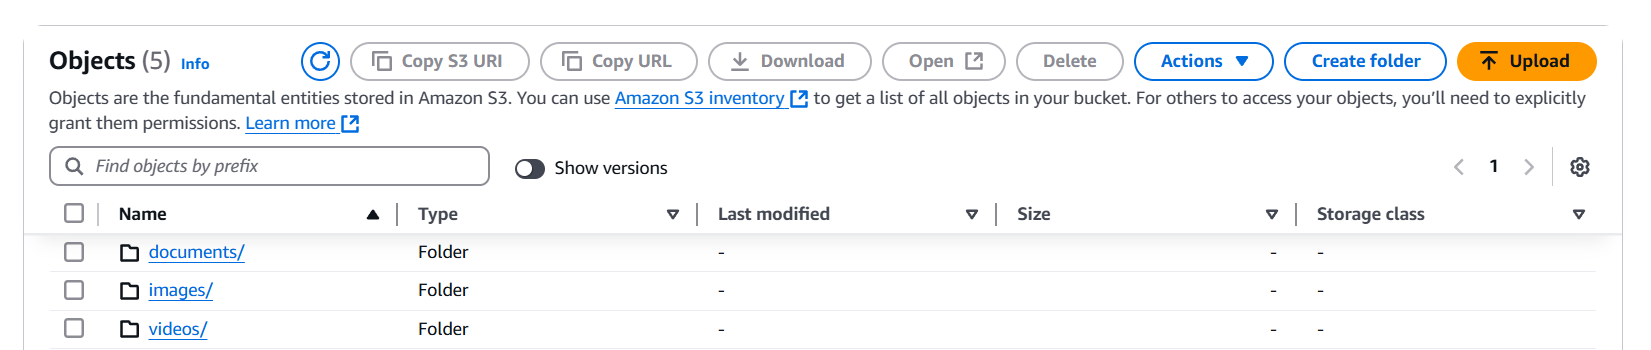 Objects (5) Info Copy S3 URI Copy URL Download Open Delete Actions Create folder Upload
Objects are the fundamental entities stored in Amazon S3. You can use Amazon S3 inventory to get a list of all objects in your bucket. For others to access your objects, you’ll need to explicitly
grant them permissions. Learn more
Find objects by prefix Show versions 1
Name Type Last modified Size Storage class
documents/ Folder - - -
images/ Folder - - -
videos/ Folder - - -